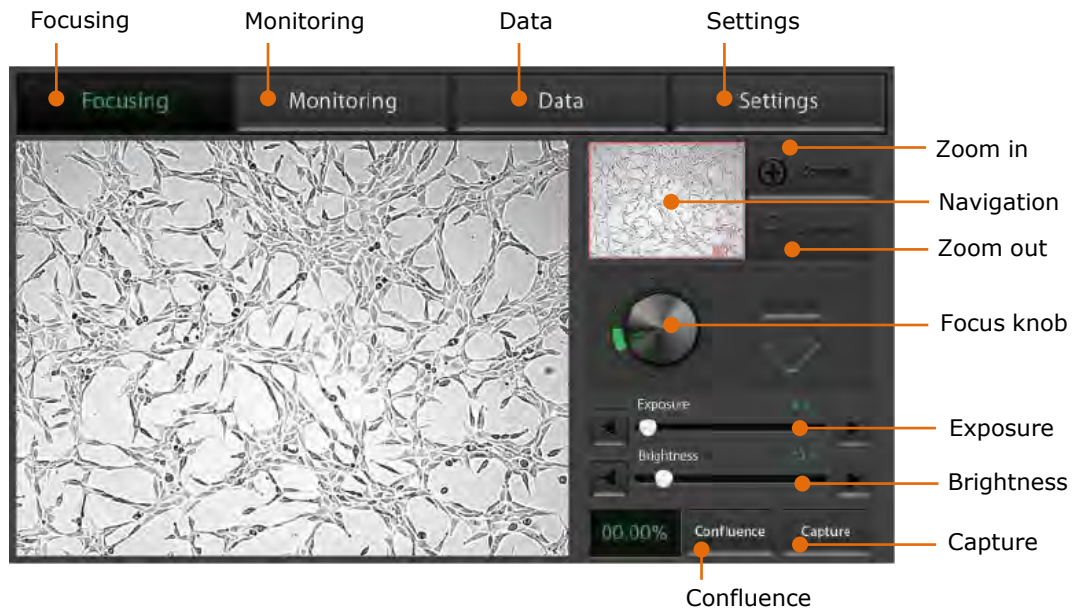 Focusing Monitoring Data Settings
Focusing Monitoring Data Settings
Zoom in
Navigation
Zoom out
Focus knob
Exposure
Exposure
Brightness
Brightness
00.00% Confluence Capture
Capture
Confluence